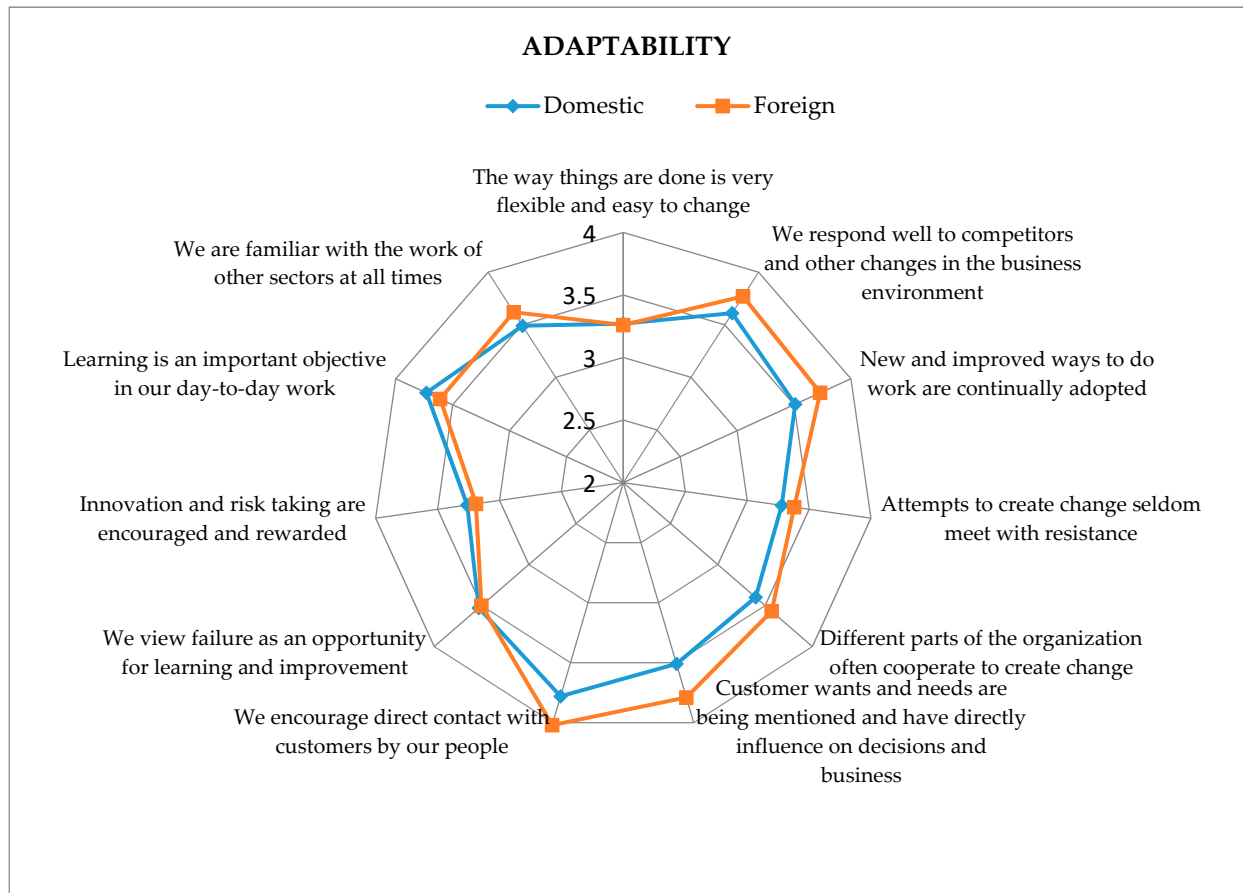 ADAPTABILITY
Domestic
Foreign
The way things are done is very
flexible and easy to change
We respond well to competitors
and other changes in the business
environment
New and improved ways to do
work are continually adopted
Attempts to create change seldom
meet with resistance
Different parts of the organization
often cooperate to create change
Customer wants and needs are
being mentioned and have directly
influence on decisions and
business
We encourage direct contact with
customers by our people
We view failure as an opportunity
for learning and improvement
Innovation and risk taking are
encouraged and rewarded
Learning is an important objective
in our day-to-day work
We are familiar with the work of
other sectors at all times
4
3.5
3
2.5
2